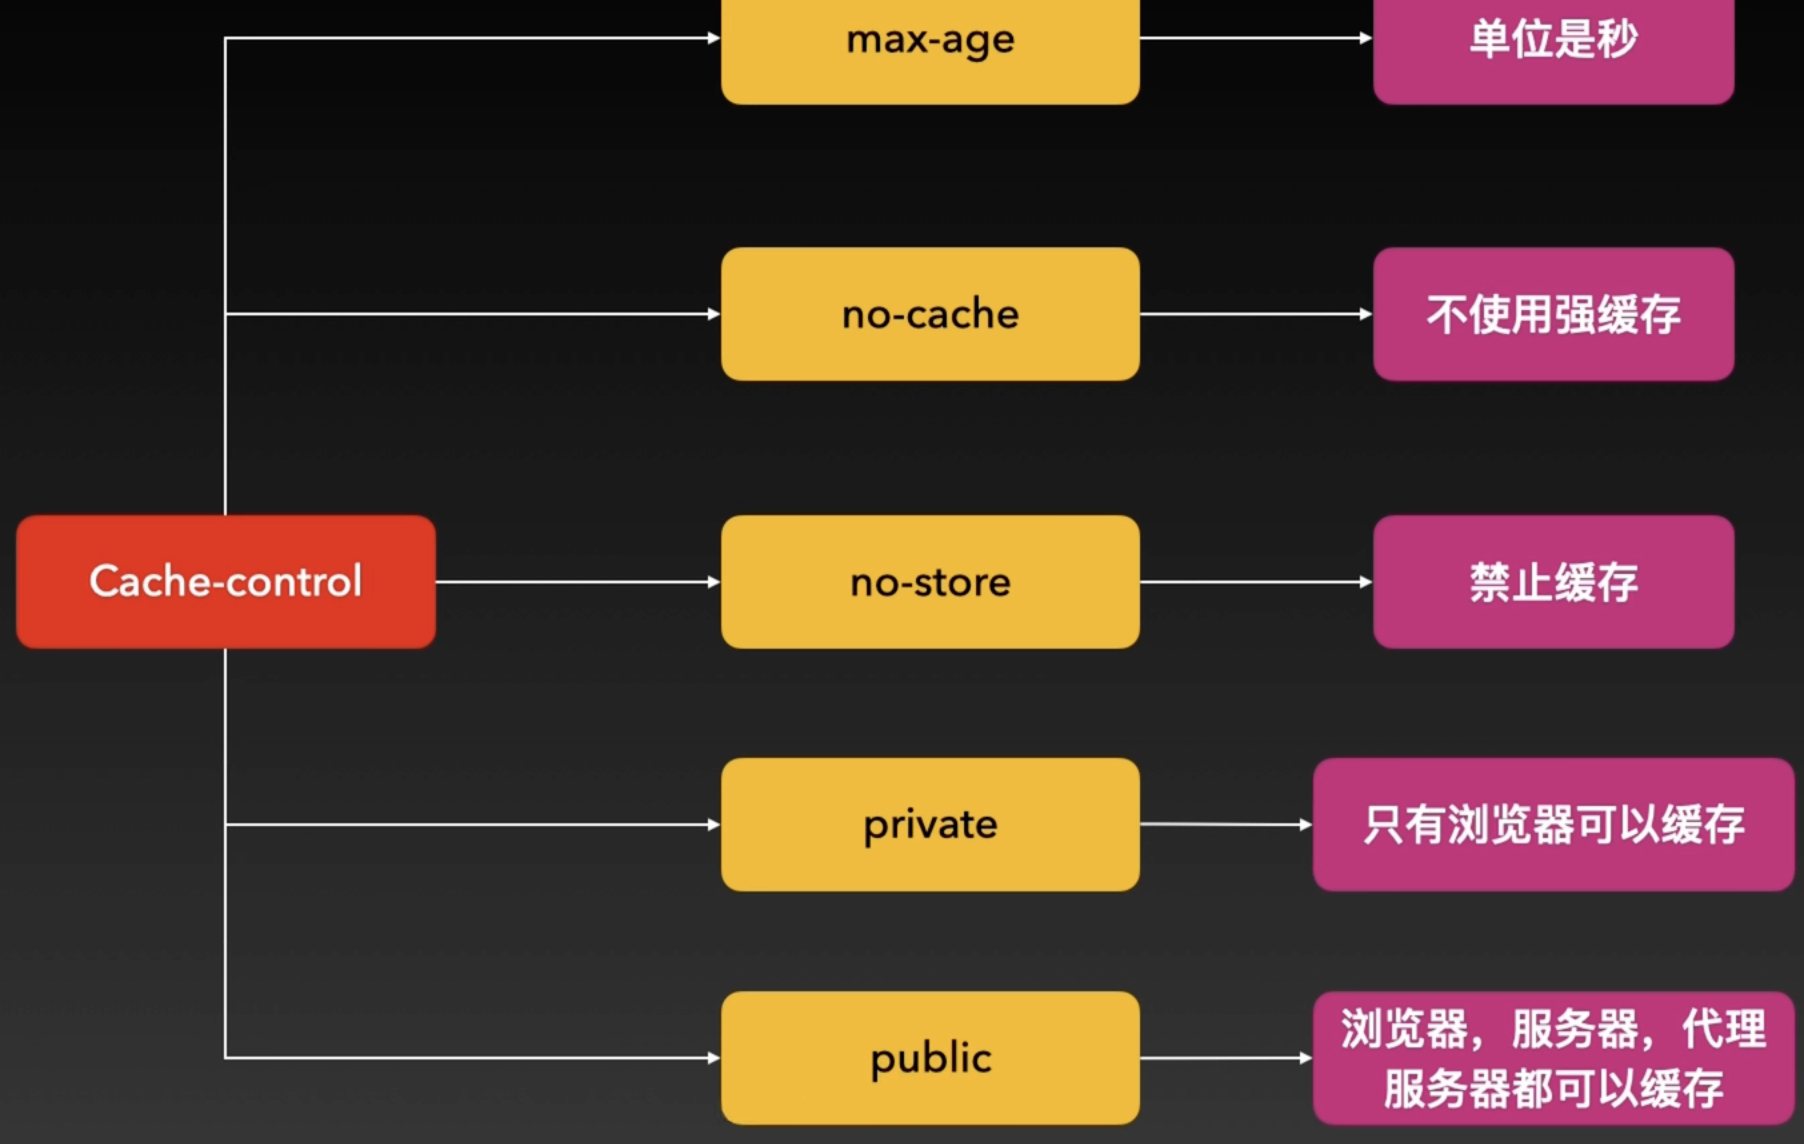 max-age
单位是秒
no-cache
不使用强缓存
Cache-control
no-store
禁止缓存
private
只有浏览器可以缓存
public
浏览器，服务器，代理
服务器都可以缓存